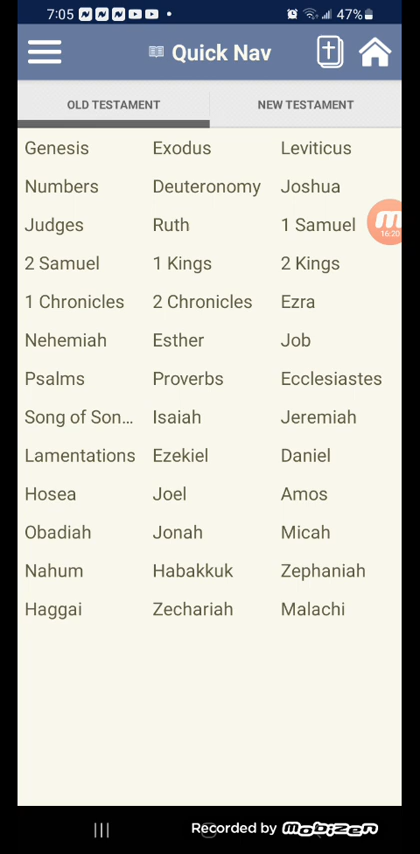 7:05 47%
Quick Nav
OLD TESTAMENT NEW TESTAMENT
Genesis Exodus Leviticus
Numbers Deuteronomy Joshua
Judges Ruth 1 Samuel
16:20
2 Samuel 1 Kings 2 Kings
1 Chronicles 2 Chronicles Ezra
Nehemiah Esther Job
Psalms Proverbs Ecclesiastes
Song of Son... Isaiah Jeremiah
Lamentations Ezekiel Daniel
Hosea Joel Amos
Obadiah Jonah Micah
Nahum Habakkuk Zephaniah
Haggai Zechariah Malachi
Recorded by Mobizen